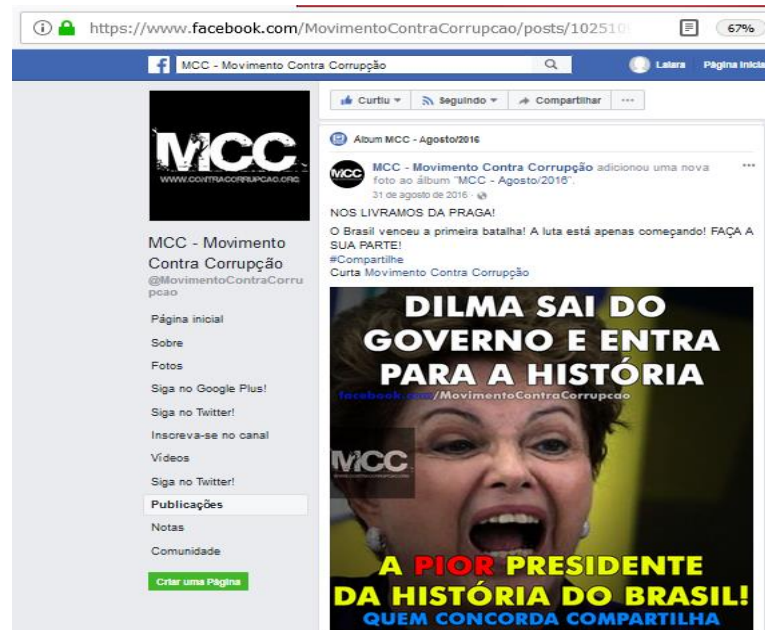 https://www.facebook.com/MovimentoContraCorrupcao/posts/10251
67%
MCC - Movimento Contra Corrupção
Laiara
Página Inicia
MCC
WWW.CONTRACORRUPCAO.ORG
MCC - Movimento
Contra Corrupção
@MovimentoContraCorru
pcao
Página inicial
Sobre
Fotos
Siga no Google Plus!
Siga no Twitter!
Inscreva-se no canal
Vídeos
Siga no Twitter!
Publicações
Notas
Comunidade
Criar uma Página
Curtiu
Seguindo
Compartilhar
Álbum MCC - Agosto/2016
MCC
MCC - Movimento Contra Corrupção adicionou uma nova
foto ao álbum "MCC - Agosto/2016".
31 de agosto de 2016
NOS LIVRAMOS DA PRAGA!
O Brasil venceu a primeira batalha! A luta está apenas começando! FAÇA A
SUA PARTE!
#Compartilhe
Curta Movimento Contra Corrupção
DILMA SAI DO
GOVERNO E ENTRA
PARA A HISTÓRIA
facebook.com/MovimentoContraCorrupcao
MCC
A PIOR PRESIDENTE
DA HISTÓRIA DO BRASIL!
QUEM CONCORDA COMPARTILHA